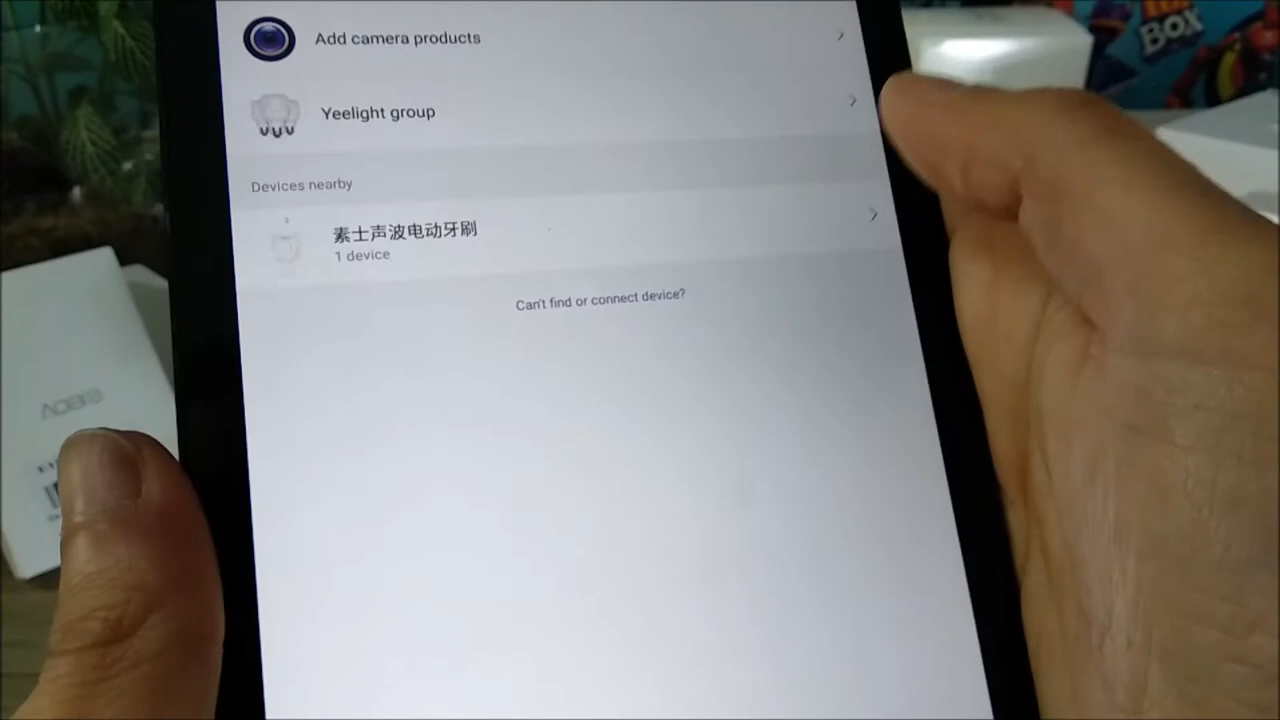 Add camera products
Yeelight group
Devices nearby
素士声波电动牙刷
1 device
Can't find or connect device?
BOX